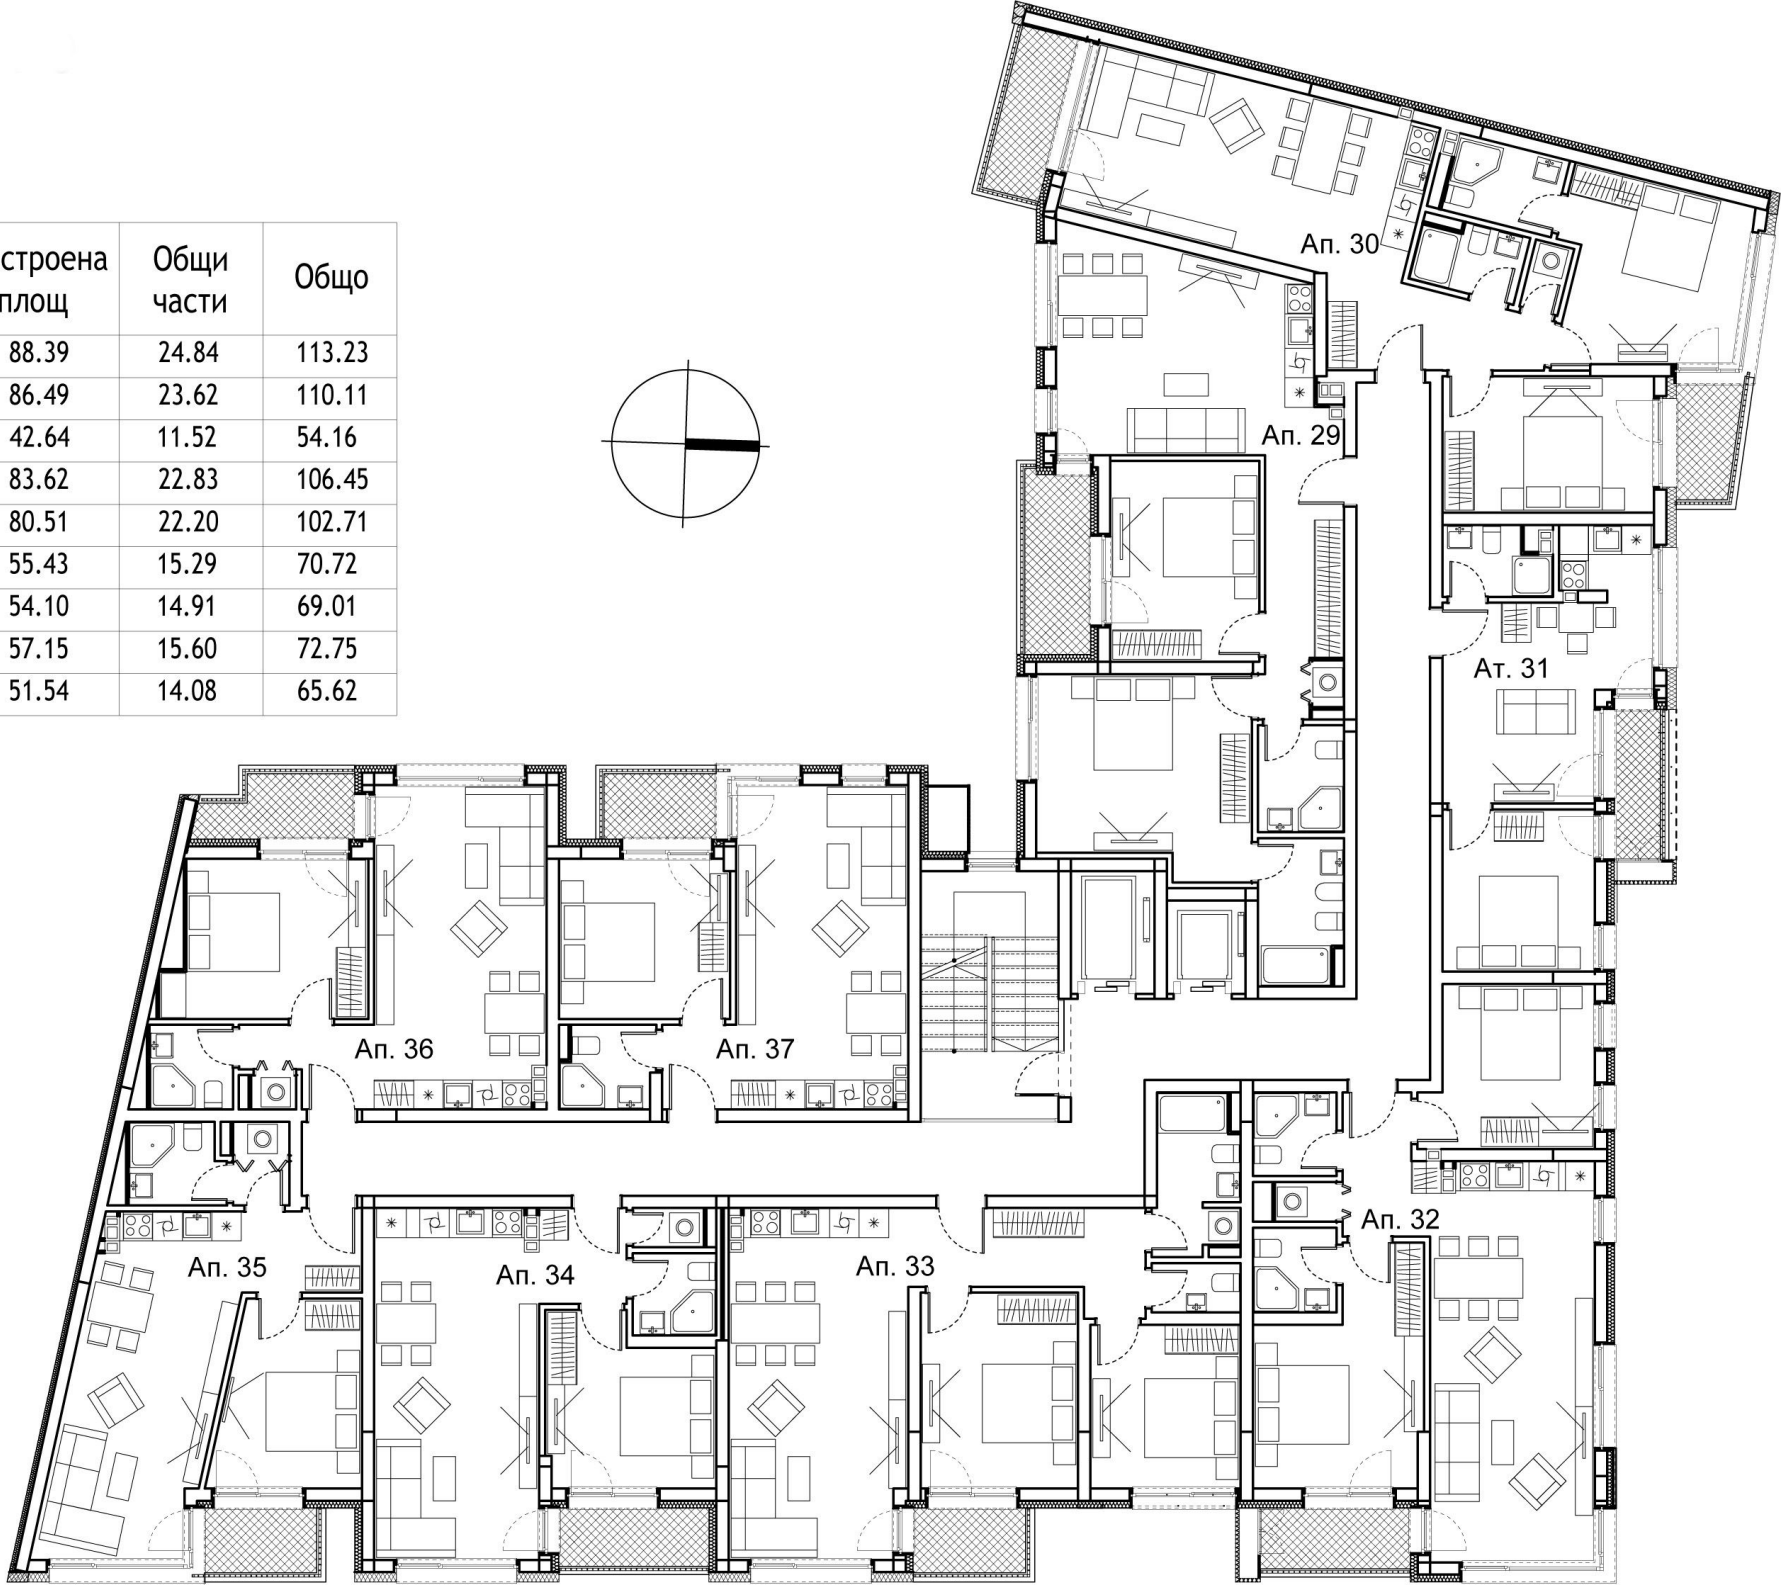 строена площ Общи части Общо
88.39 24.84 113.23
86.49 23.62 110.11
42.64 11.52 54.16
83.62 22.83 106.45
80.51 22.20 102.71
55.43 15.29 70.72
54.10 14.91 69.01
57.15 15.60 72.75
51.54 14.08 65.62
Ап. 30
Ап. 29
Ат. 31
Ап. 36
Ап. 37
Ап. 32
Ап. 35
Ап. 34
Ап. 33